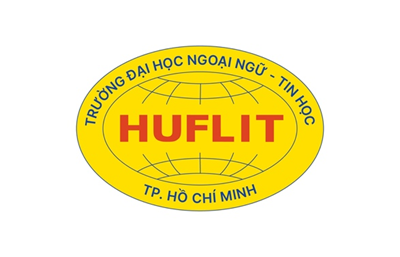 TRƯỜNG ĐẠI HỌC NGOẠI NGỮ - TIN HỌC
HUFLIT
TP. HỒ CHÍ MINH